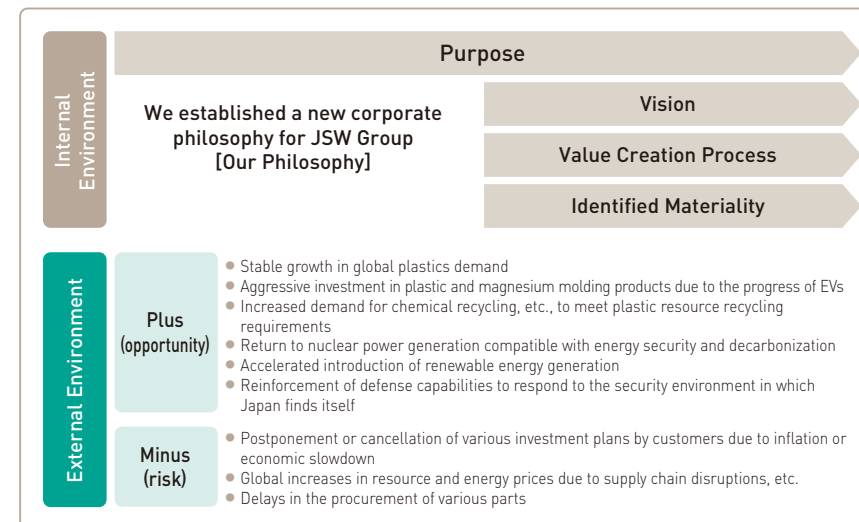 Internal
Environment
Purpose
We established a new corporate
philosophy for JSW Group
[Our Philosophy]
Vision
Value Creation Process
Identified Materiality
External Environment
Plus
(opportunity)
● Stable growth in global plastics demand
● Aggressive investment in plastic and magnesium molding products due to the progress of EVs
● Increased demand for chemical recycling, etc., to meet plastic resource recycling
requirements
● Return to nuclear power generation compatible with energy security and decarbonization
● Accelerated introduction of renewable energy generation
● Reinforcement of defense capabilities to respond to the security environment in which
Japan finds itself
Minus
(risk)
● Postponement or cancellation of various investment plans by customers due to inflation or
economic slowdown
● Global increases in resource and energy prices due to supply chain disruptions, etc.
● Delays in the procurement of various parts